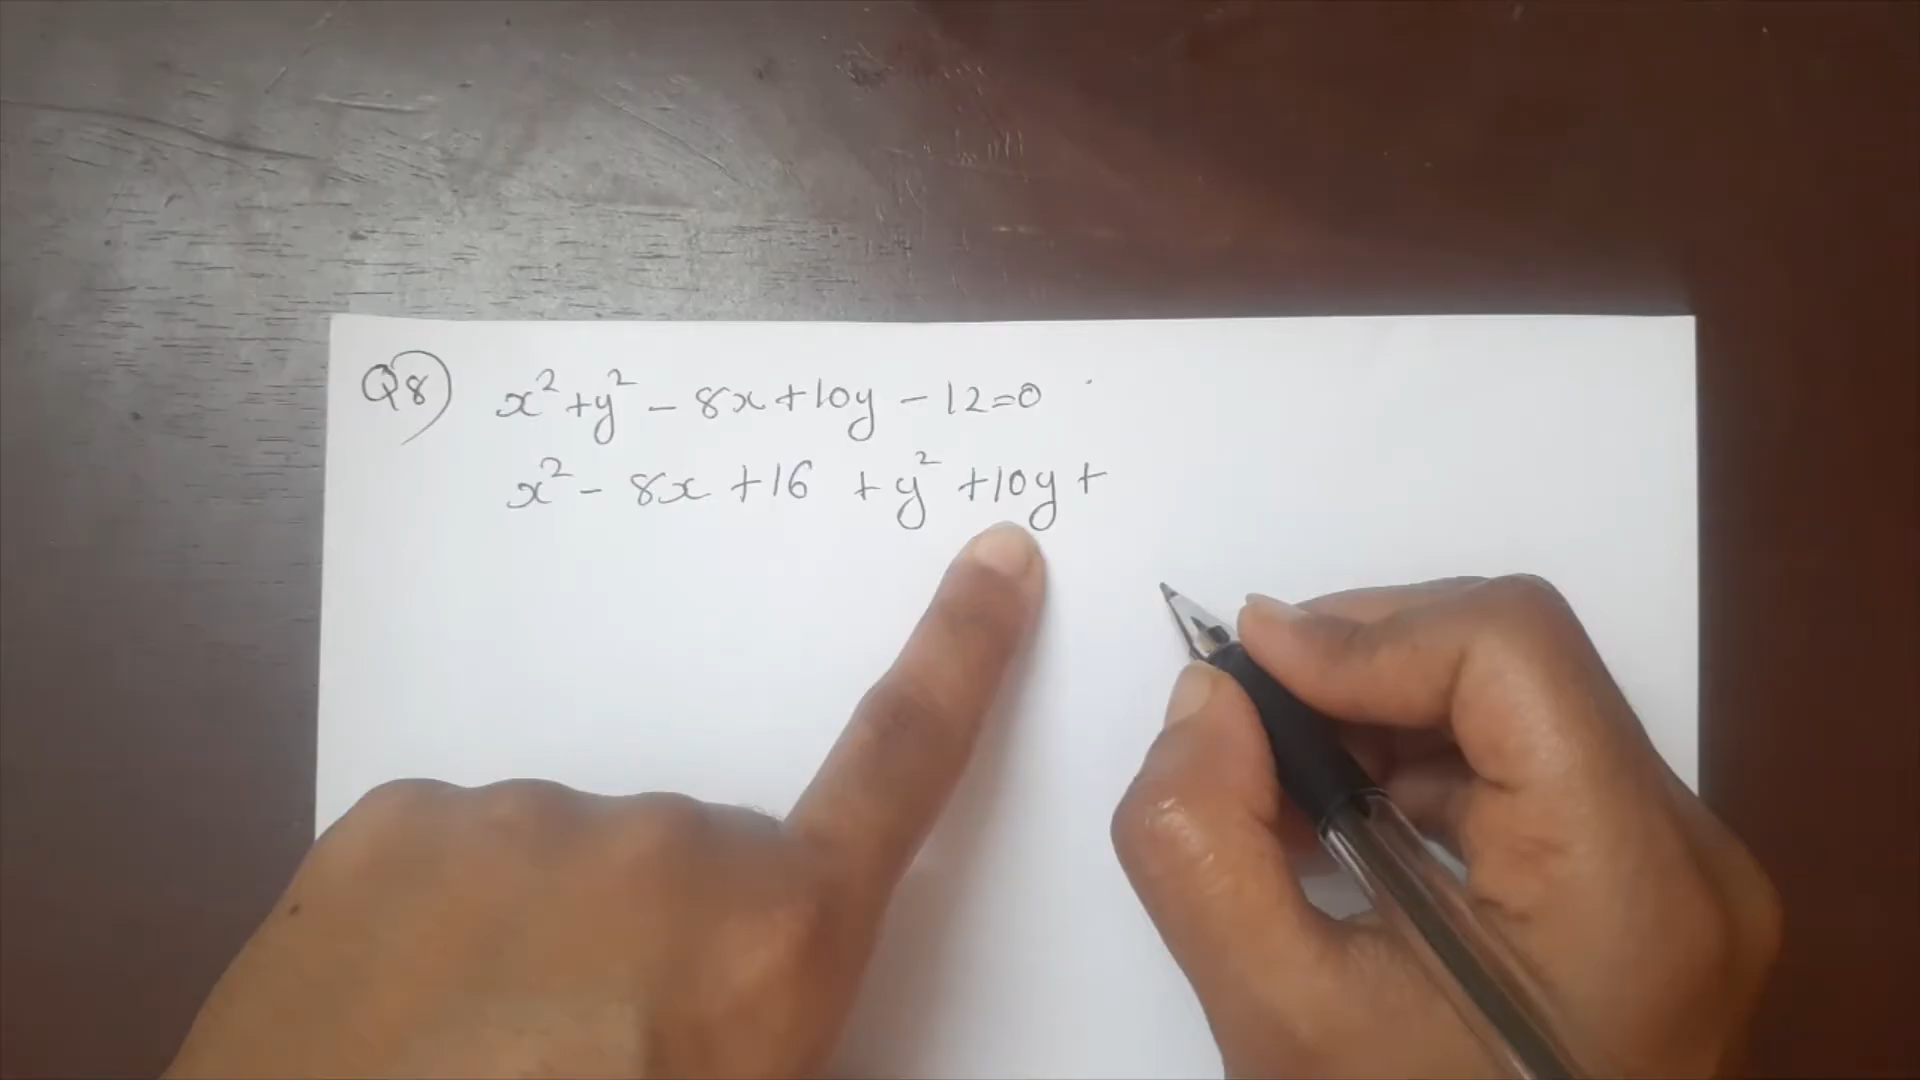 Q8) x² + y² - 8x + 10y - 12 = 0
x² - 8x + 16 + y² + 10y +